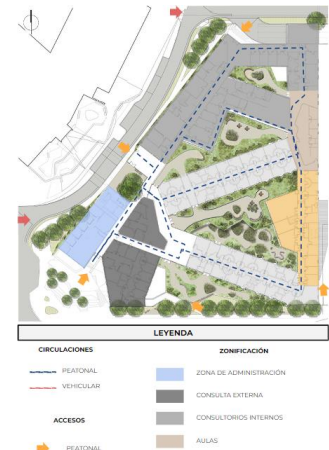 LEYENDA
CIRCULACIONES
PEATONAL
VEHICULAR
ACCESOS
PEATONAL
ZONIFICACIÓN
ZONA DE ADMINISTRACIÓN
CONSULTA EXTERNA
CONSULTORIOS INTERNOS
AULAS